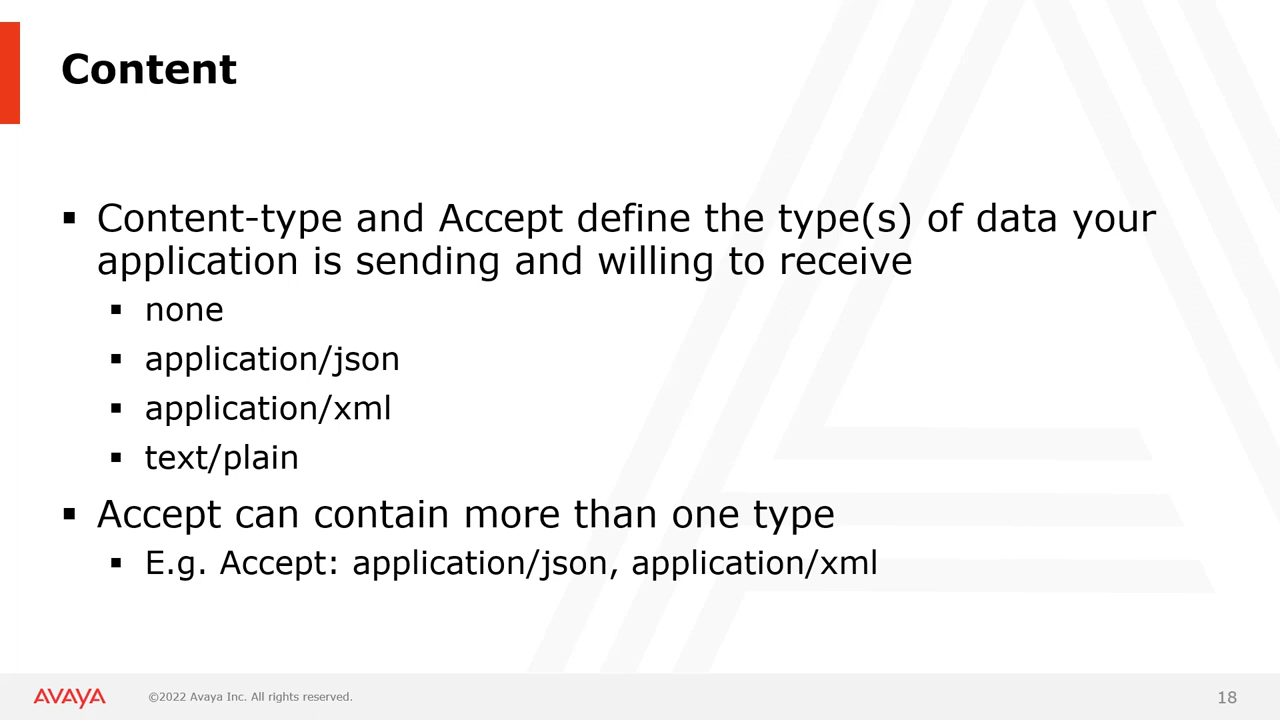 Content
▪ Content-type and Accept define the type(s) of data your
application is sending and willing to receive
▪ none
▪ application/json
▪ application/xml
▪ text/plain
▪ Accept can contain more than one type
▪ E.g. Accept: application/json, application/xml
AVAYA
©2022 Avaya Inc. All rights reserved.
18